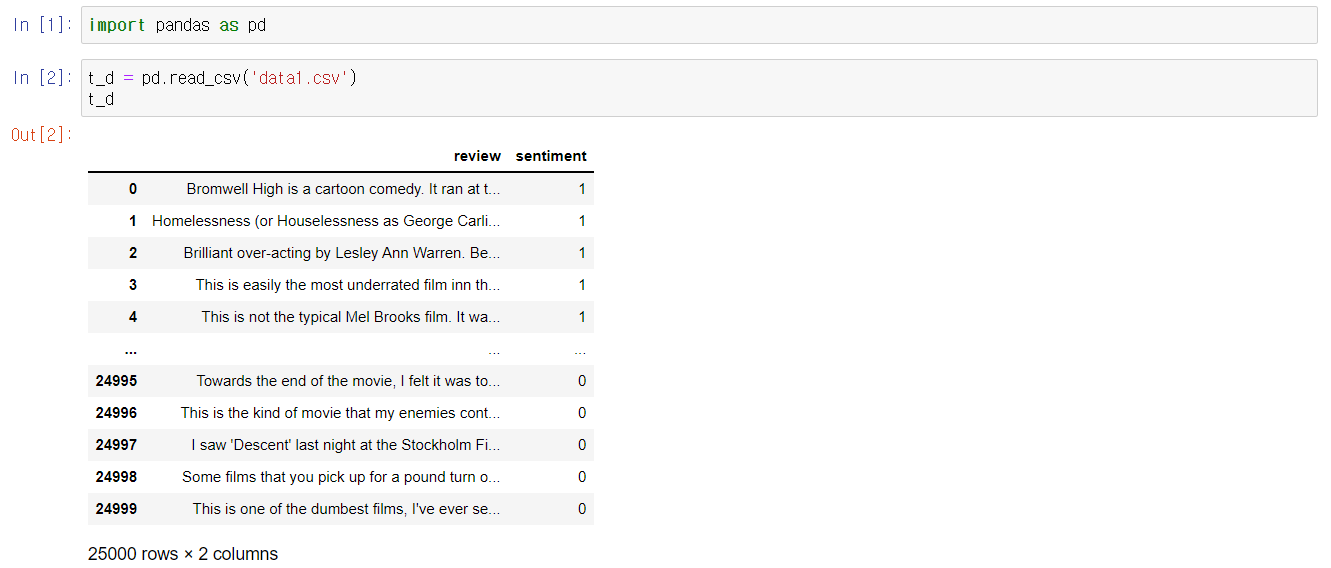 In [1]: import pandas as pd
In [2]: t_d = pd.read_csv('data1.csv')
t_d
Out[2]:
review sentiment
0 Bromwell High is a cartoon comedy. It ran at t... 1
1 Homelessness (or Houselessness as George Carli... 1
2 Brilliant over-acting by Lesley Ann Warren. Be... 1
3 This is easily the most underrated film inn th... 1
4 This is not the typical Mel Brooks film. It wa... 1
... ... ...
24995 Towards the end of the movie, I felt it was to... 0
24996 This is the kind of movie that my enemies cont... 0
24997 I saw 'Descent' last night at the Stockholm Fi... 0
24998 Some films that you pick up for a pound turn o... 0
24999 This is one of the dumbest films, I've ever se... 0
25000 rows × 2 columns